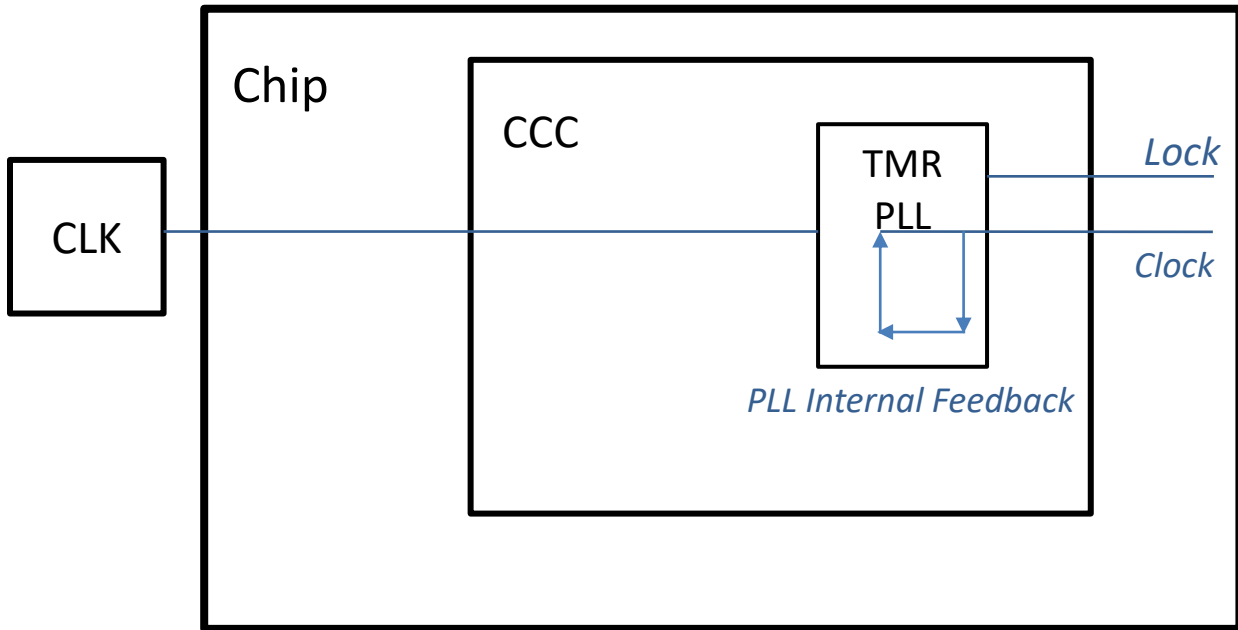 Chip
CCC
CLK
TMR
PLL
Lock
Clock
PLL Internal Feedback